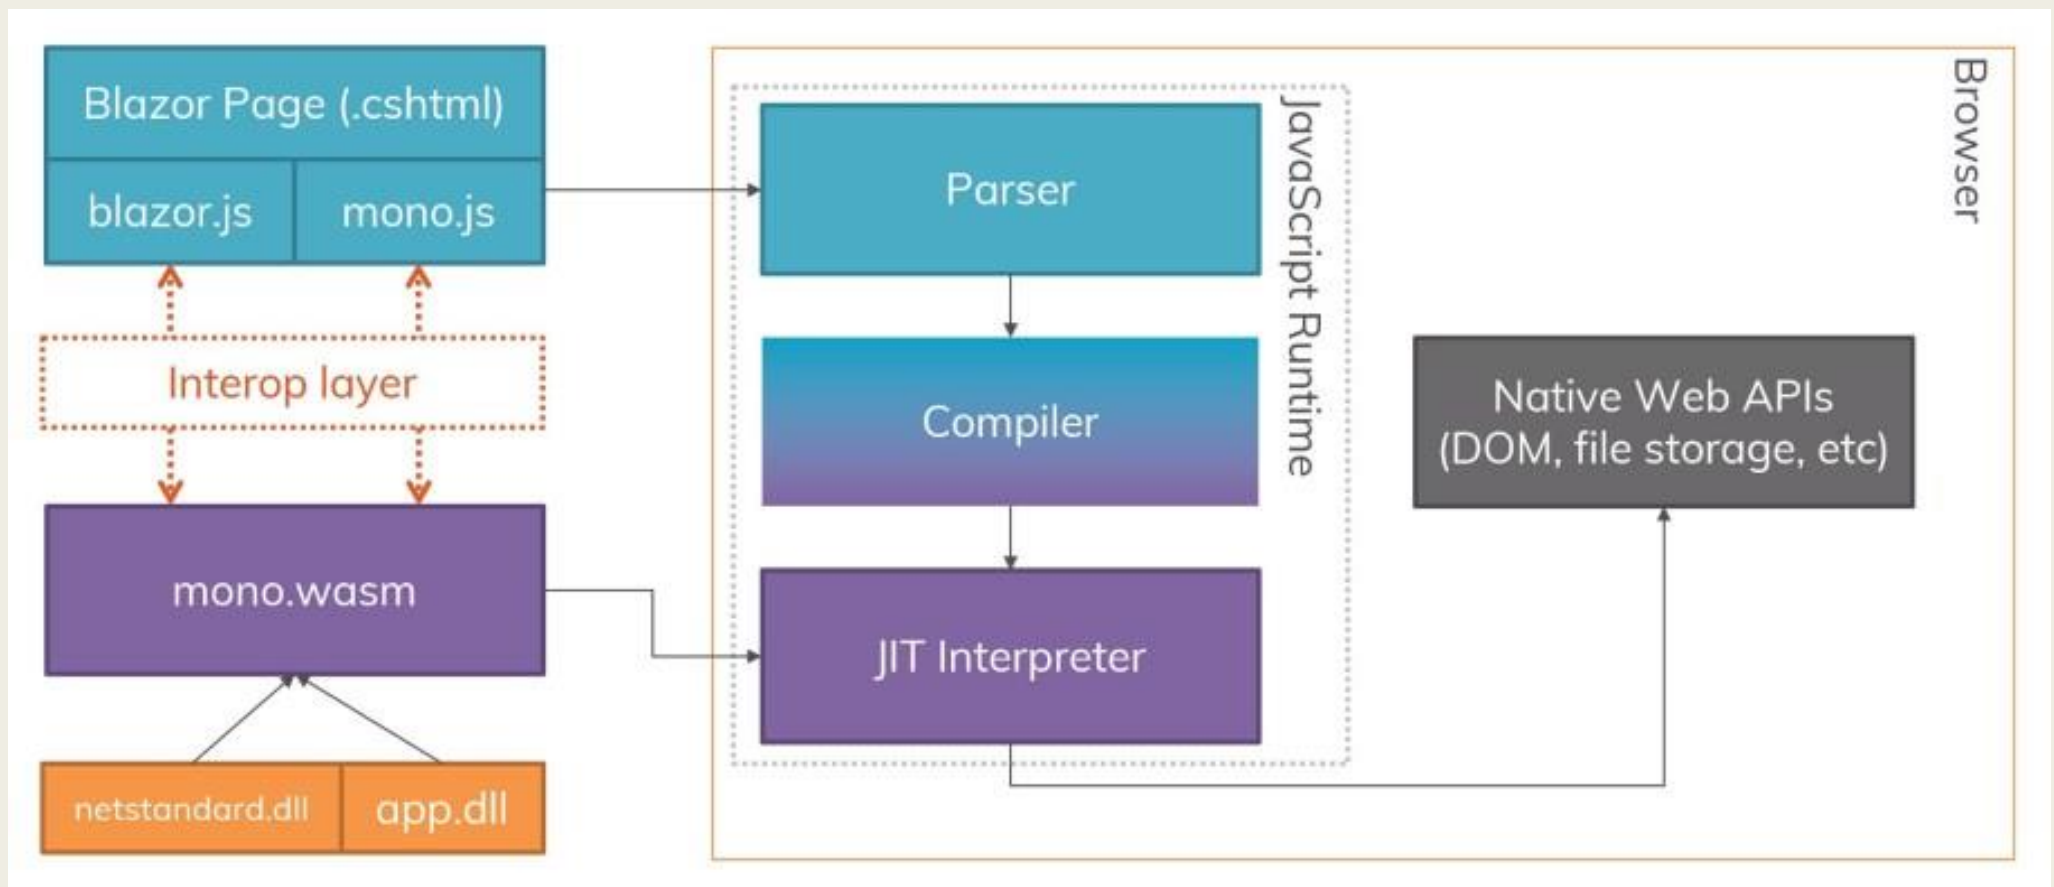 Blazor Page (.cshtml)
blazor.js
mono.js
Interop layer
mono.wasm
netstandard.dll
app.dll
Parser
Compiler
JIT Interpreter
JavaScript Runtime
Native Web APIs
(DOM, file storage, etc)
Browser